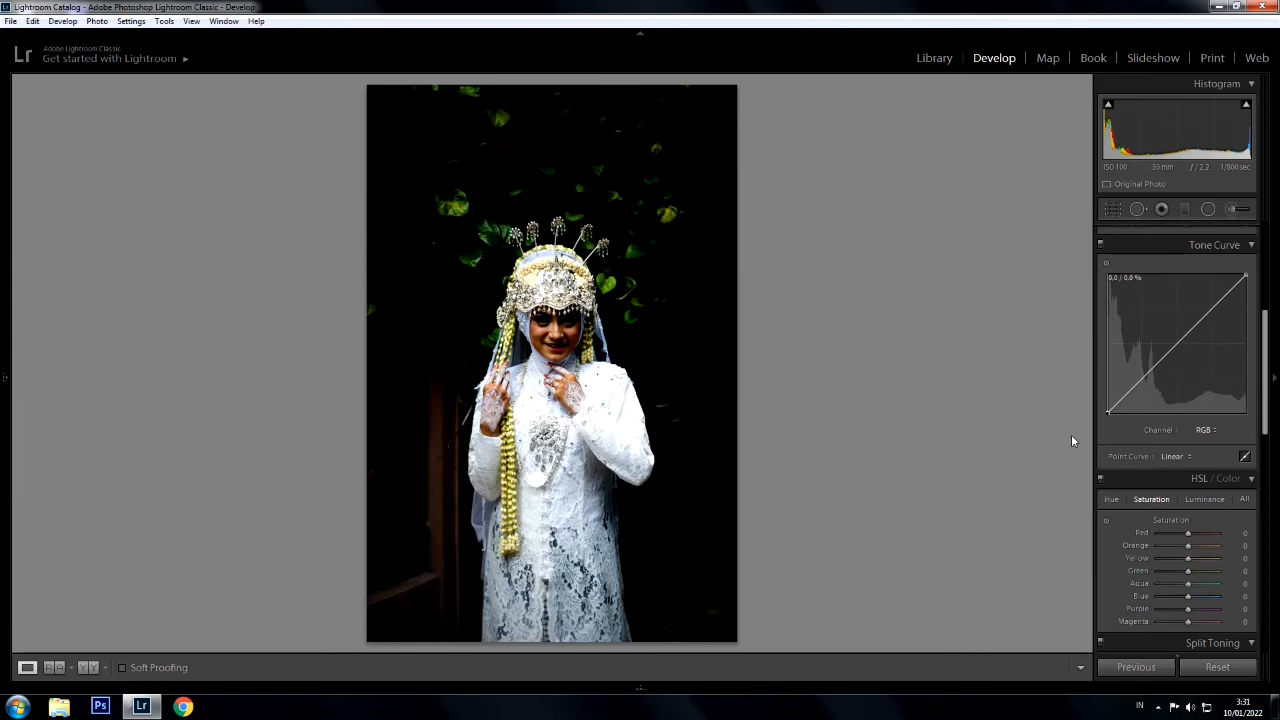 Lightroom Catalog - Adobe Photoshop Lightroom Classic - Develop
File Edit Develop Photo Settings Tools View Window Help
Lr
Adobe Lightroom Classic
Get started with Lightroom
Library Develop Map Book Slideshow Print Web
Histogram
ISO 100 50 mm ƒ / 2,2 1/800 sec
Original Photo
Tone Curve
0,0 / 0,0 %
Channel : RGB
Point Curve : Linear
HSL / Color
Hue Saturation Luminance All
Saturation
Red 0
Orange 0
Yellow 0
Green 0
Aqua 0
Blue 0
Purple 0
Magenta 0
Split Toning
Soft Proofing
Previous Reset
Ps Lr
IN
3:31
10/01/2022